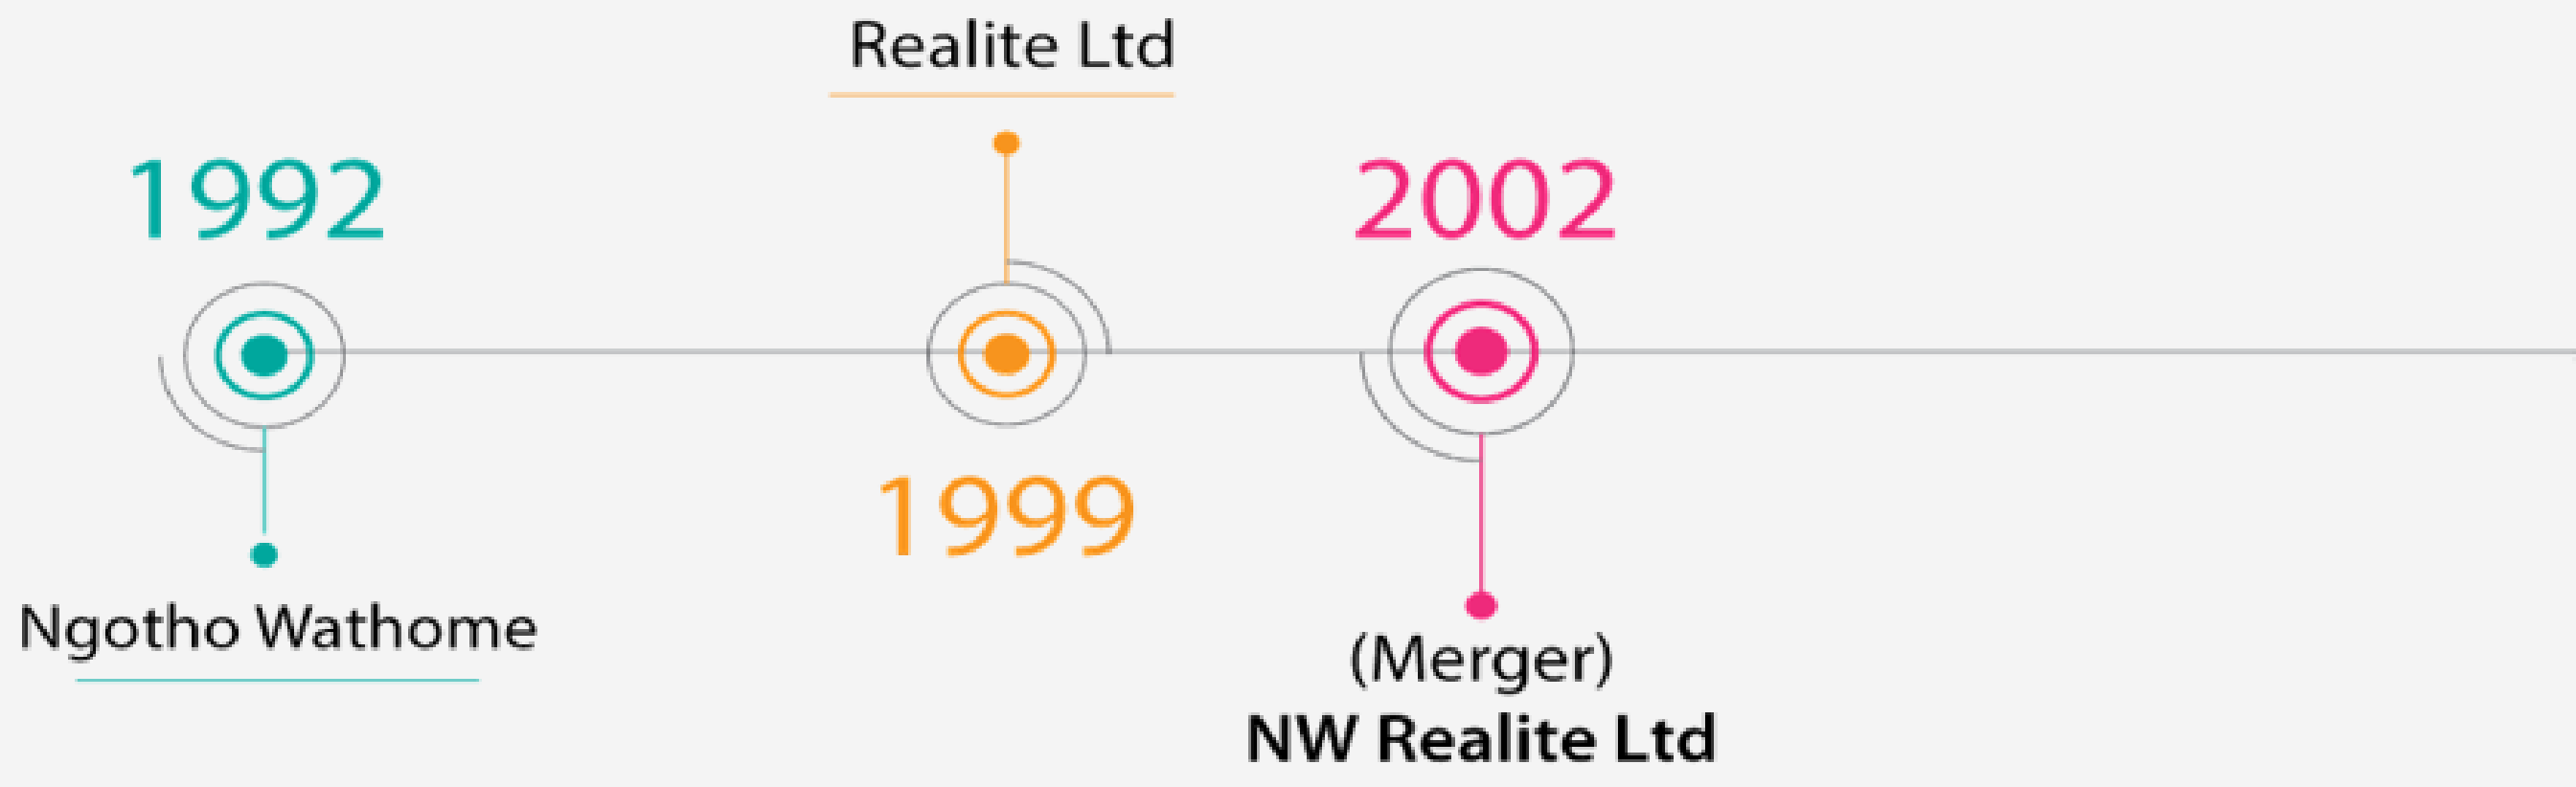 1992
Ngotho Wathome
Realite Ltd
1999
2002
(Merger)
NW Realite Ltd